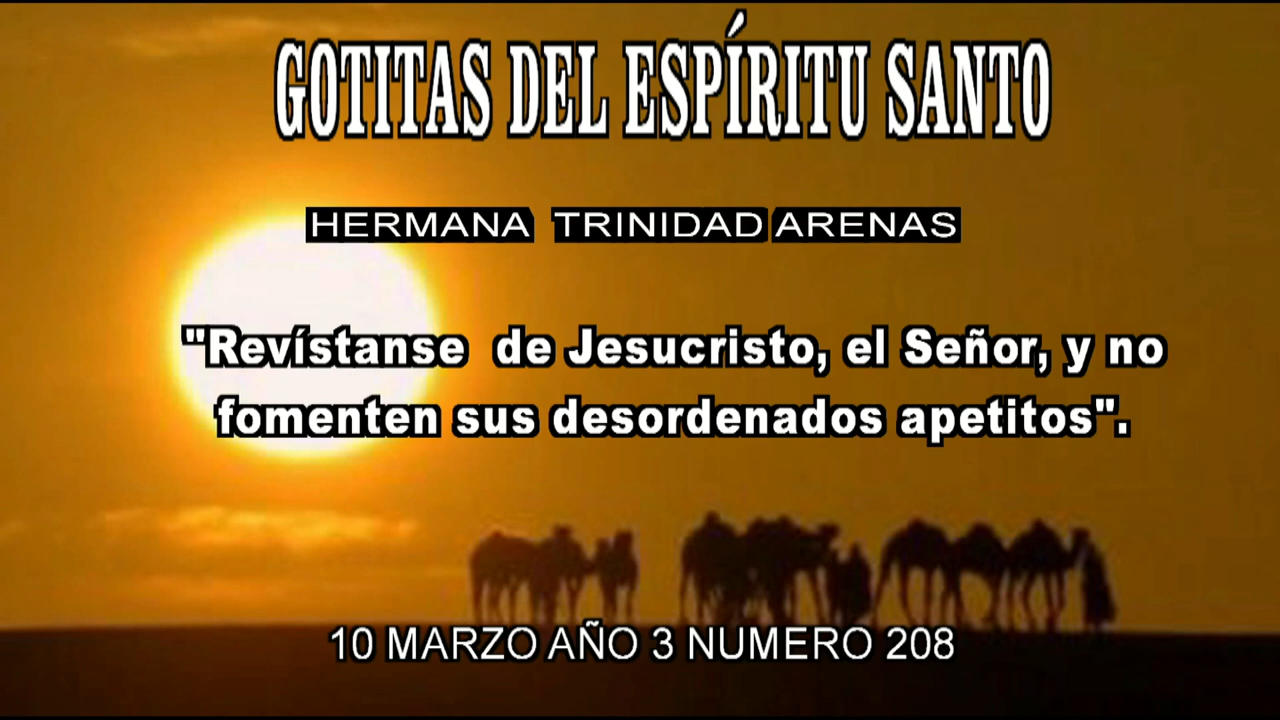 GOTITAS DEL ESPÍRITU SANTO
HERMANA TRINIDAD ARENAS
"Revístanse de Jesucristo, el Señor, y no
fomenten sus desordenados apetitos".
10 MARZO AÑO 3 NUMERO 208